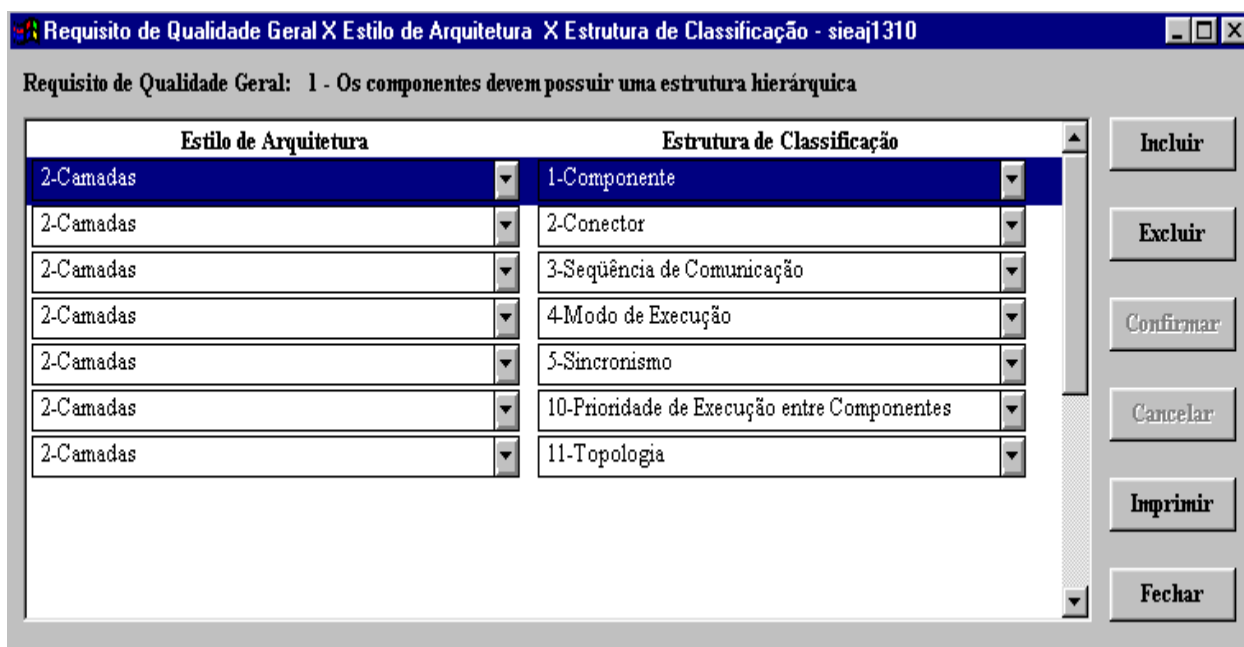 Requisito de Qualidade Geral X Estilo de Arquitetura X Estrutura de Classificação - sieaj1310
Requisito de Qualidade Geral: 1 - Os componentes devem possuir uma estrutura hierárquica
Estilo de Arquitetura Estrutura de Classificação
2-Camadas 1-Componente
2-Camadas 2-Conector
2-Camadas 3-Seqüência de Comunicação
2-Camadas 4-Modo de Execução
2-Camadas 5-Sincronismo
2-Camadas 10-Prioridade de Execução entre Componentes
2-Camadas 11-Topologia
Incluir
Excluir
Confirmar
Cancelar
Imprimir
Fechar